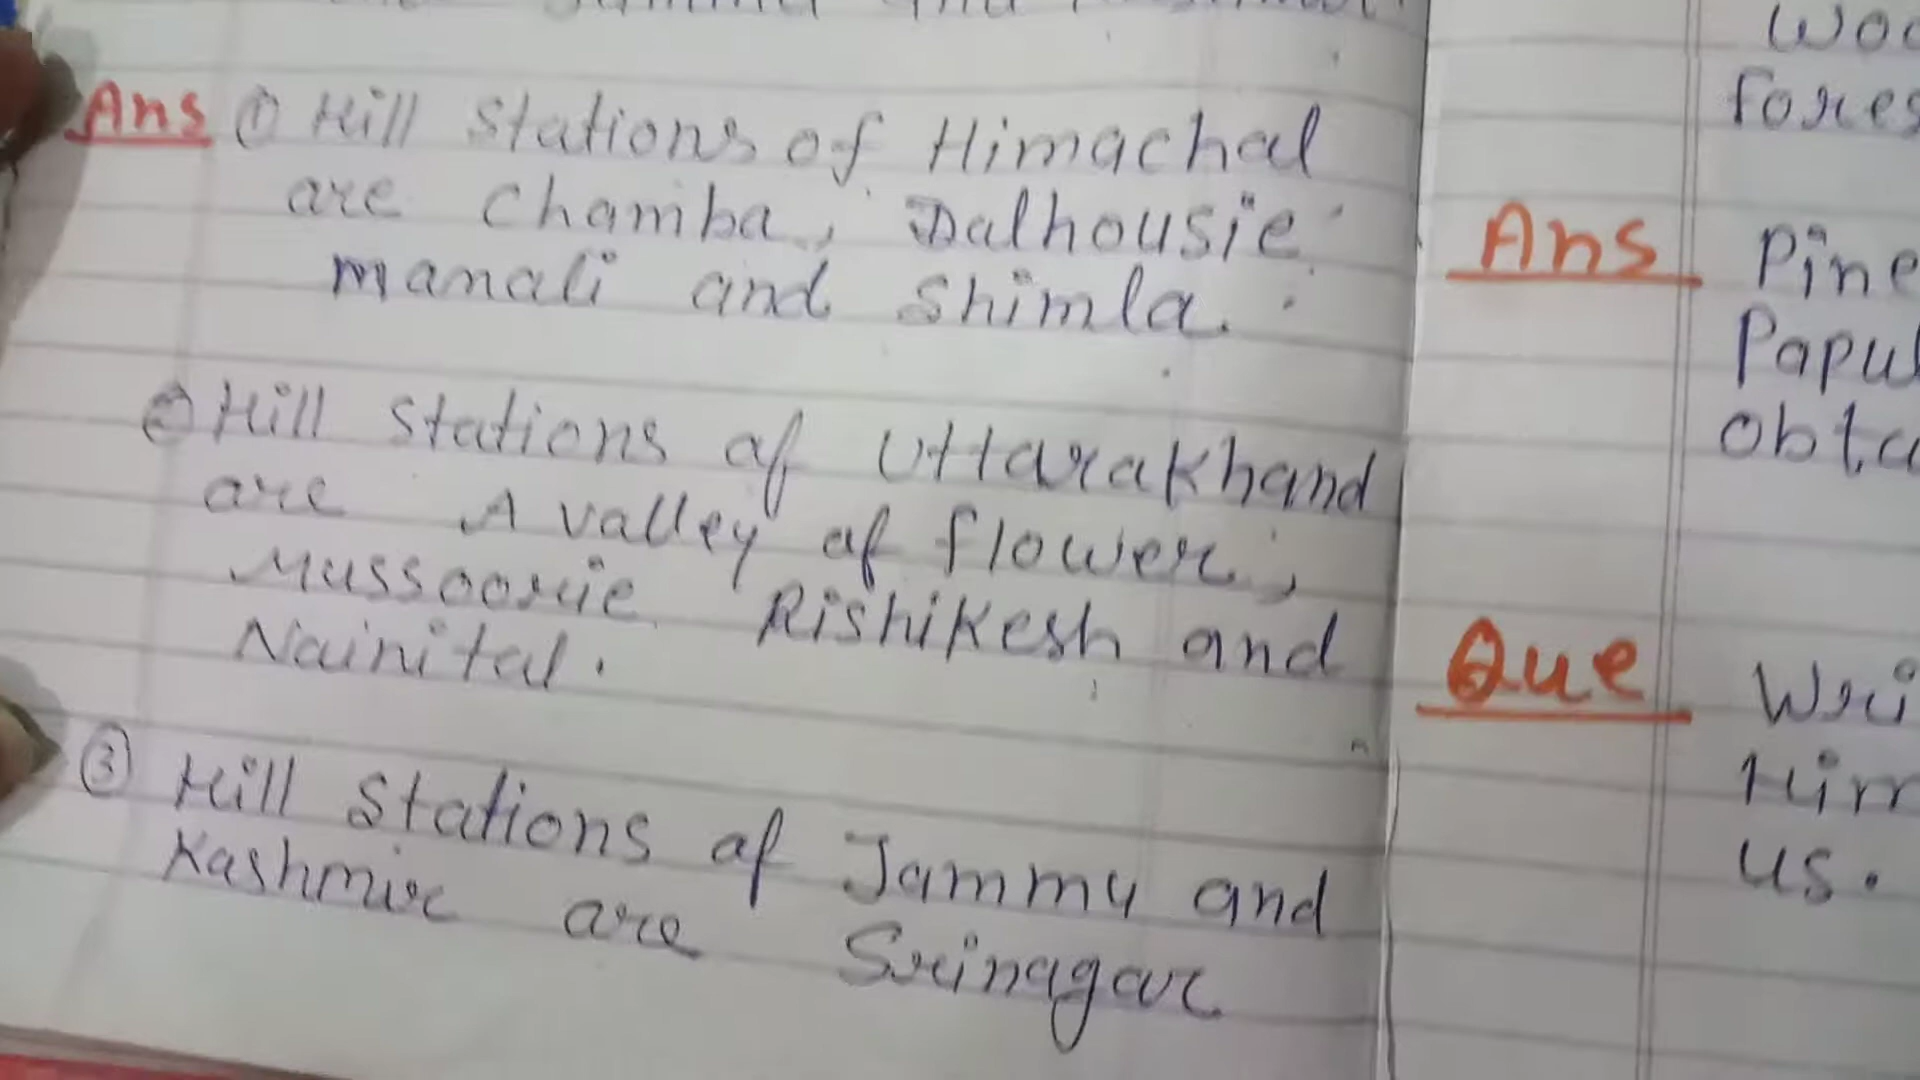 Ans ① Hill Stations of Himachal
are Chamba, Dalhousie
manali and Shimla.
② Hill Stations of Uttarakhand
are A valley of flower,
Mussoorie Rishikesh and
Nainital.
③ Hill Stations of Jammu and
Kashmir are Srinagar
Ans Pine
Que
us.